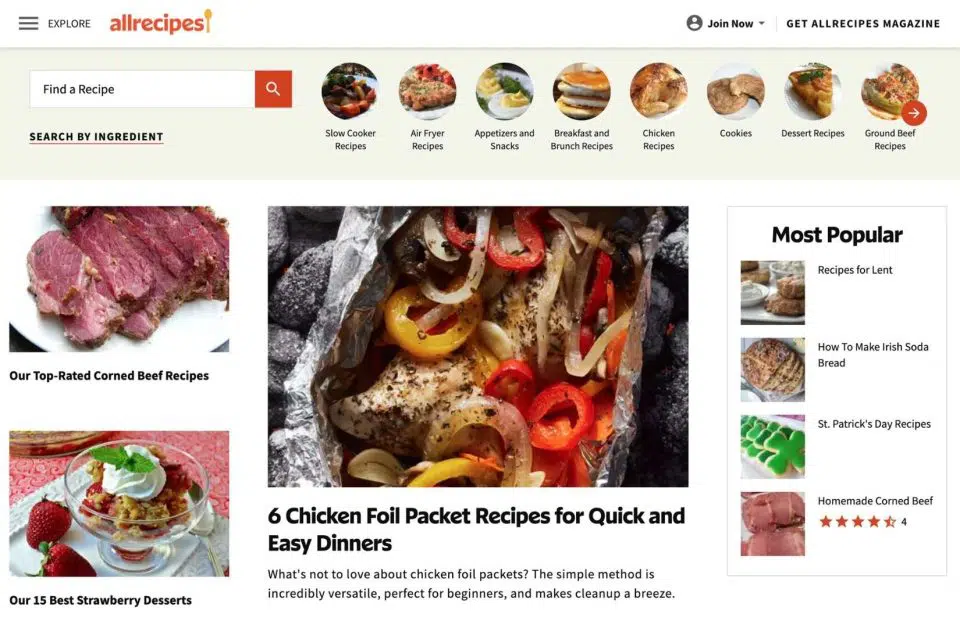 EXPLORE
allrecipes
Join Now
GET ALLRECIPES MAGAZINE
Find a Recipe
SEARCH BY INGREDIENT
Slow Cooker
Recipes
Air Fryer
Recipes
Appetizers and
Snacks
Breakfast and
Brunch Recipes
Chicken
Recipes
Cookies
Dessert Recipes
Ground Beef
Recipes
Our Top-Rated Corned Beef Recipes
Our 15 Best Strawberry Desserts
6 Chicken Foil Packet Recipes for Quick and
Easy Dinners
What's not to love about chicken foil packets? The simple method is
incredibly versatile, perfect for beginners, and makes cleanup a breeze.
Most Popular
Recipes for Lent
How To Make Irish Soda
Bread
St. Patrick's Day Recipes
Homemade Corned Beef
4